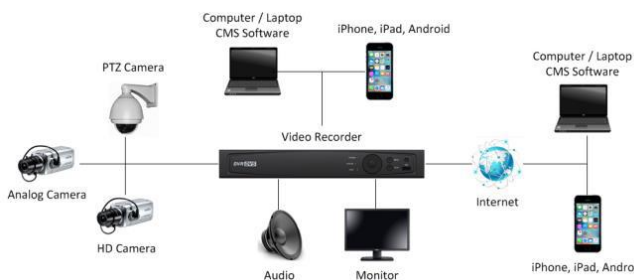 Computer / Laptop
CMS Software
iPhone, iPad, Android
Computer / Laptop
CMS Software
PTZ Camera
Video Recorder
Analog Camera
HD Camera
Internet
Audio
Monitor
iPhone, iPad, Andro